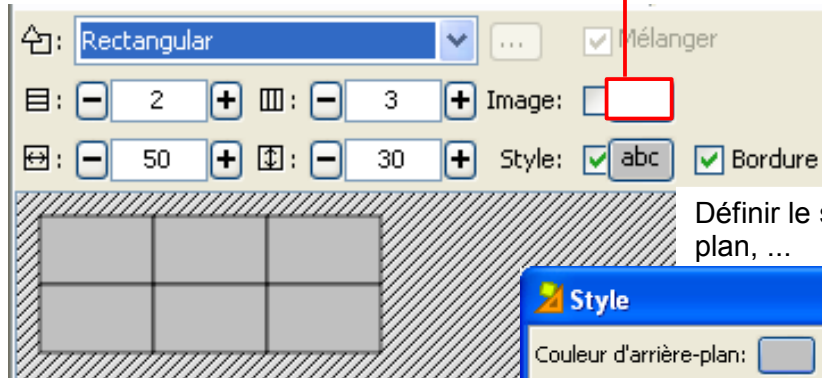 Rectangular ... Mélanger
2 3 Image:
50 30 Style: abc Bordure
Définir le
plan, ...
Style
Couleur d'arrière-plan: